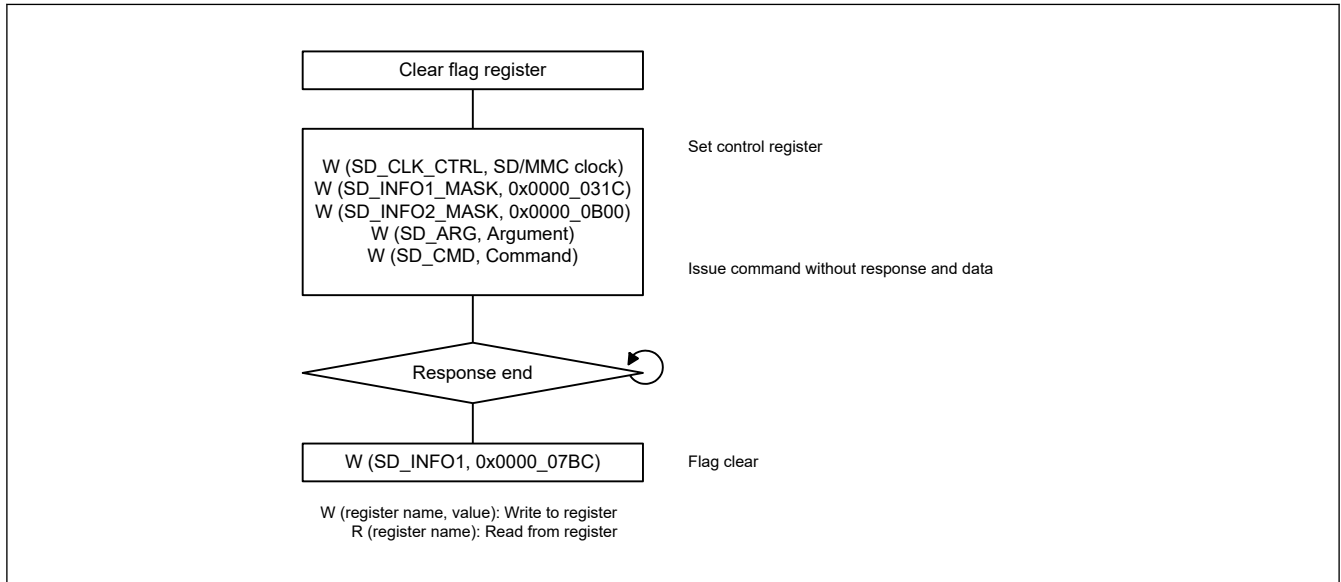 Clear flag register
W (SD_CLK_CTRL, SD/MMC clock)
W (SD_INFO1_MASK, 0x0000_031C)
W (SD_INFO2_MASK, 0x0000_0B00)
W (SD_ARG, Argument)
W (SD_CMD, Command)
Set control register
Issue command without response and data
Response end
W (SD_INFO1, 0x0000_07BC)
Flag clear
W (register name, value): Write to register
R (register name): Read from register